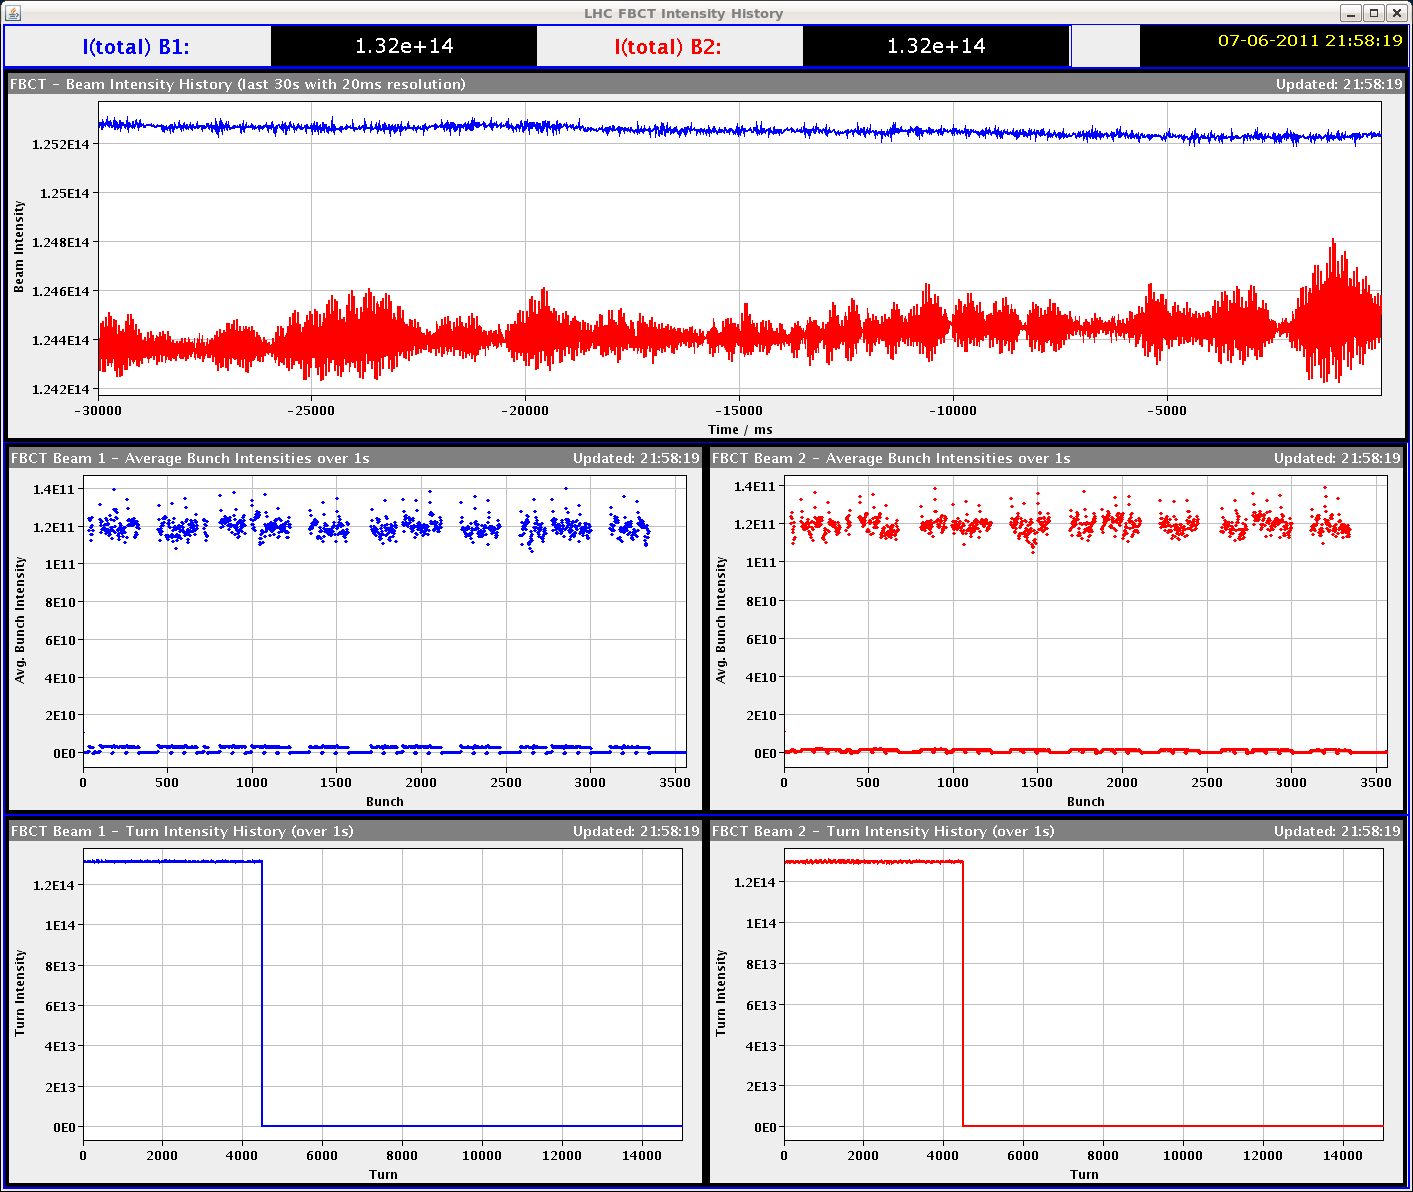 LHC FBCT Intensity History
I(total) B1: 1.32e+14 I(total) B2: 1.32e+14 07-06-2011 21:58:19
FBCT - Beam Intensity History (last 30s with 20ms resolution) Updated: 21:58:19
1.252E14
1.25E14
1.248E14
1.246E14
1.244E14
1.242E14
Beam Intensity
-30000 -25000 -20000 -15000 -10000 -5000
Time / ms
FBCT Beam 1 - Average Bunch Intensities over 1s Updated: 21:58:19
1.4E11
1.2E11
1E11
8E10
6E10
4E10
2E10
0E0
Avg. Bunch Intensity
0 500 1000 1500 2000 2500 3000 3500
Bunch
FBCT Beam 2 - Average Bunch Intensities over 1s Updated: 21:58:19
1.4E11
1.2E11
1E11
8E10
6E10
4E10
2E10
0E0
Avg. Bunch Intensity
0 500 1000 1500 2000 2500 3000 3500
Bunch
FBCT Beam 1 - Turn Intensity History (over 1s) Updated: 21:58:19
1.2E14
1E14
8E13
6E13
4E13
2E13
0E0
Turn Intensity
0 2000 4000 6000 8000 10000 12000 14000
Turn
FBCT Beam 2 - Turn Intensity History (over 1s) Updated: 21:58:19
1.2E14
1E14
8E13
6E13
4E13
2E13
0E0
Turn Intensity
0 2000 4000 6000 8000 10000 12000 14000
Turn